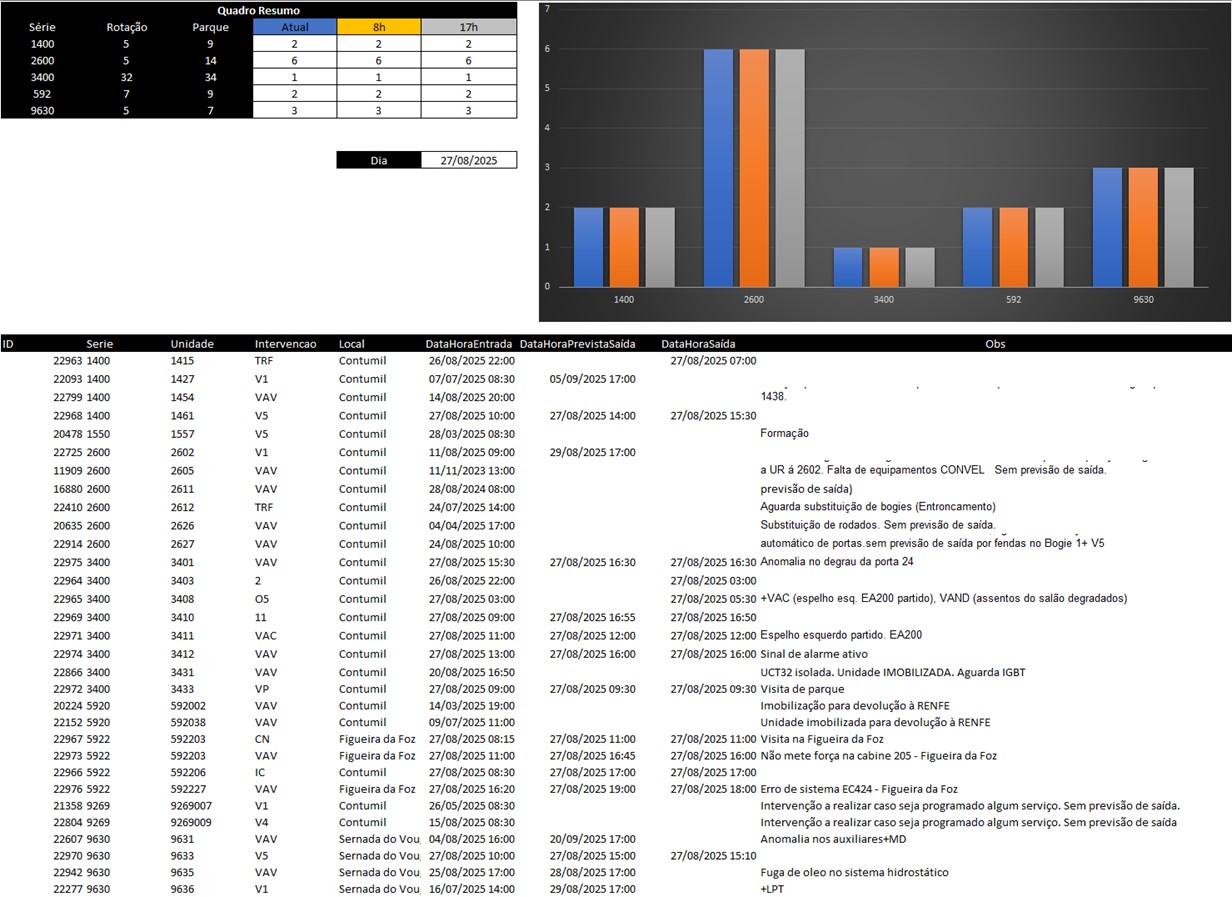 Quadro Resumo
Série Rotação Parque Atual 8h 17h
1400 5 9 2 2 2
2600 5 14 6 6 6
3400 32 34 1 1 1
592 7 9 2 2 2
9630 5 7 3 3 3
Dia 27/08/2025
7
6
5
4
3
2
1
0
1400 2600 3400 592 9630
ID Serie Unidade Intervencao Local DataHoraEntrada DataHoraPrevistaSaída DataHoraSaída Obs
22963 1400 1415 TRF Contumil 26/08/2025 22:00 27/08/2025 07:00
22093 1400 1427 V1 Contumil 07/07/2025 08:30 05/09/2025 17:00
22799 1400 1454 VAV Contumil 14/08/2025 20:00 1438.
22968 1400 1461 V5 Contumil 27/08/2025 10:00 27/08/2025 14:00 27/08/2025 15:30
20478 1550 1557 V5 Contumil 28/03/2025 08:30 Formação
22725 2600 2602 V1 Contumil 11/08/2025 09:00 29/08/2025 17:00
11909 2600 2605 VAV Contumil 11/11/2023 13:00 a UR á 2602. Falta de equipamentos CONVEL Sem previsão de saída.
16880 2600 2611 VAV Contumil 28/08/2024 08:00 previsão de saída)
22410 2600 2612 TRF Contumil 24/07/2025 14:00 Aguarda substituição de bogies (Entroncamento)
20635 2600 2626 VAV Contumil 04/04/2025 17:00 Substituição de rodados. Sem previsão de saída.
22914 2600 2627 VAV Contumil 24/08/2025 10:00 automático de portas.sem previsão de saída por fendas no Bogie 1+ V5
22975 3400 3401 VAV Contumil 27/08/2025 15:30 27/08/2025 16:30 27/08/2025 16:30 Anomalia no degrau da porta 24
22964 3400 3403 2 Contumil 26/08/2025 22:00 27/08/2025 03:00
22965 3400 3408 O5 Contumil 27/08/2025 03:00 27/08/2025 05:30 +VAC (espelho esq. EA200 partido), VAND (assentos do salão degradados)
22969 3400 3410 11 Contumil 27/08/2025 09:00 27/08/2025 16:55 27/08/2025 16:50
22971 3400 3411 VAC Contumil 27/08/2025 11:00 27/08/2025 12:00 27/08/2025 12:00 Espelho esquerdo partido. EA200
22974 3400 3412 VAV Contumil 27/08/2025 13:00 27/08/2025 16:00 27/08/2025 16:00 Sinal de alarme ativo
22866 3400 3431 VAV Contumil 20/08/2025 16:50 UCT32 isolada. Unidade IMOBILIZADA. Aguarda IGBT
22972 3400 3433 VP Contumil 27/08/2025 09:00 27/08/2025 09:30 27/08/2025 09:30 Visita de parque
20224 5920 592002 VAV Contumil 14/03/2025 19:00 Imobilização para devolução à RENFE
22152 5920 592038 VAV Contumil 09/07/2025 11:00 Unidade imobilizada para devolução à RENFE
22967 5922 592203 CN Figueira da Foz 27/08/2025 08:15 27/08/2025 11:00 27/08/2025 11:00 Visita na Figueira da Foz
22973 5922 592203 VAV Figueira da Foz 27/08/2025 11:00 27/08/2025 16:45 27/08/2025 16:00 Não mete força na cabine 205 - Figueira da Foz
22966 5922 592206 IC Contumil 27/08/2025 08:30 27/08/2025 17:00 27/08/2025 17:00
22976 5922 592227 VAV Figueira da Foz 27/08/2025 16:20 27/08/2025 19:00 27/08/2025 18:00 Erro de sistema EC424 - Figueira da Foz
21358 9269 9269007 V1 Contumil 26/05/2025 08:30 Intervenção a realizar caso seja programado algum serviço. Sem previsão de saída.
22804 9269 9269009 V4 Contumil 15/08/2025 08:30 Intervenção a realizar caso seja programado algum serviço. Sem previsão de saída
22607 9630 9631 VAV Sernada do Vou 04/08/2025 16:00 20/09/2025 17:00 Anomalia nos auxiliares+MD
22970 9630 9633 V5 Sernada do Vou 27/08/2025 10:00 27/08/2025 15:00 27/08/2025 15:10
22942 9630 9635 VAV Sernada do Vou 25/08/2025 17:00 28/08/2025 17:00 Fuga de oleo no sistema hidrostático
22277 9630 9636 V1 Sernada do Vou 16/07/2025 14:00 29/08/2025 17:00 +LPT